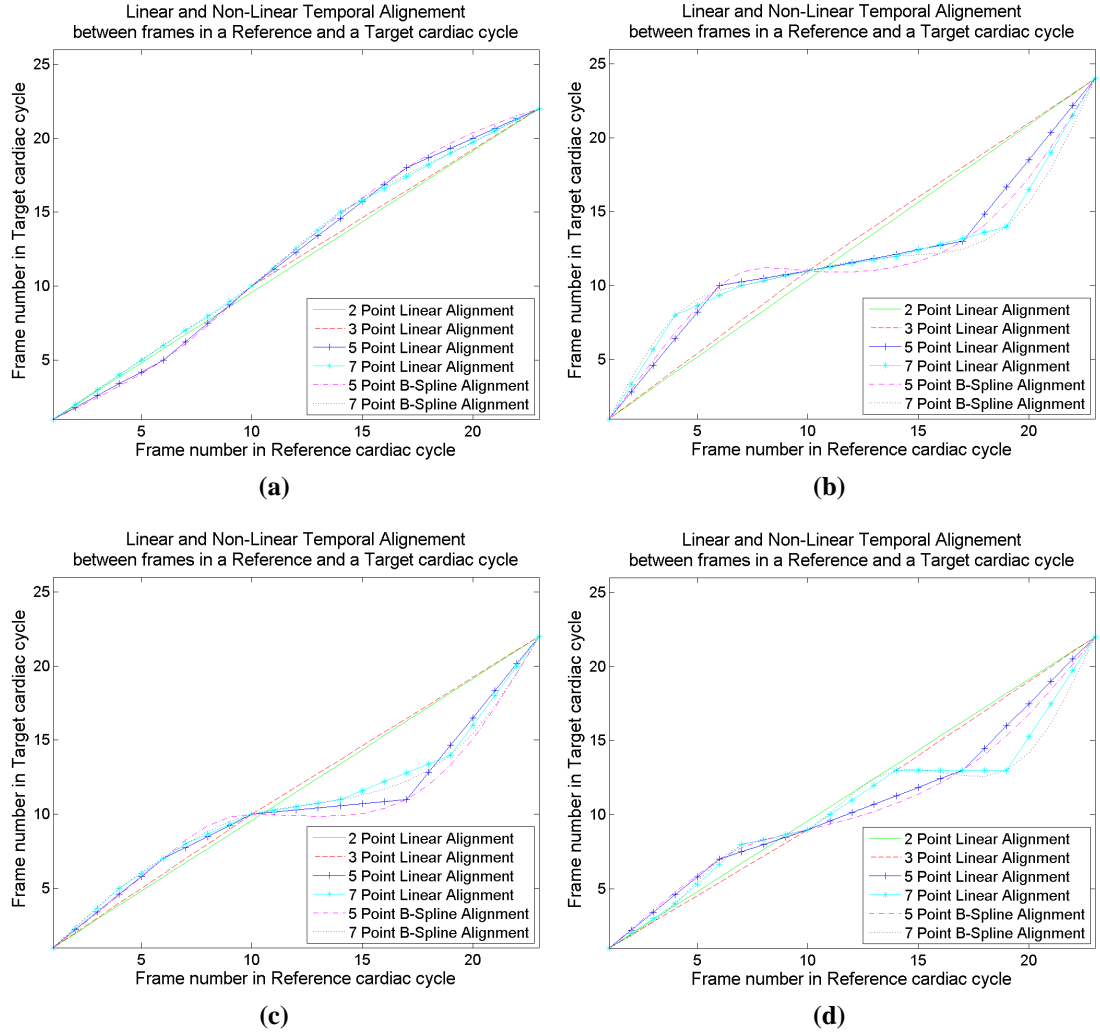 Linear and Non-Linear Temporal Alignement
between frames in a Reference and a Target cardiac cycle
Frame number in Target cardiac cycle
25
20
15
10
5
2 Point Linear Alignment
3 Point Linear Alignment
5 Point Linear Alignment
7 Point Linear Alignment
5 Point B-Spline Alignment
7 Point B-Spline Alignment
5 10 15 20
Frame number in Reference cardiac cycle
(a)
Linear and Non-Linear Temporal Alignement
between frames in a Reference and a Target cardiac cycle
Frame number in Target cardiac cycle
25
20
15
10
5
2 Point Linear Alignment
3 Point Linear Alignment
5 Point Linear Alignment
7 Point Linear Alignment
5 Point B-Spline Alignment
7 Point B-Spline Alignment
5 10 15 20
Frame number in Reference cardiac cycle
(b)
Linear and Non-Linear Temporal Alignement
between frames in a Reference and a Target cardiac cycle
Frame number in Target cardiac cycle
25
20
15
10
5
2 Point Linear Alignment
3 Point Linear Alignment
5 Point Linear Alignment
7 Point Linear Alignment
5 Point B-Spline Alignment
7 Point B-Spline Alignment
5 10 15 20
Frame number in Reference cardiac cycle
(c)
Linear and Non-Linear Temporal Alignement
between frames in a Reference and a Target cardiac cycle
Frame number in Target cardiac cycle
25
20
15
10
5
2 Point Linear Alignment
3 Point Linear Alignment
5 Point Linear Alignment
7 Point Linear Alignment
5 Point B-Spline Alignment
7 Point B-Spline Alignment
5 10 15 20
Frame number in Reference cardiac cycle
(d)